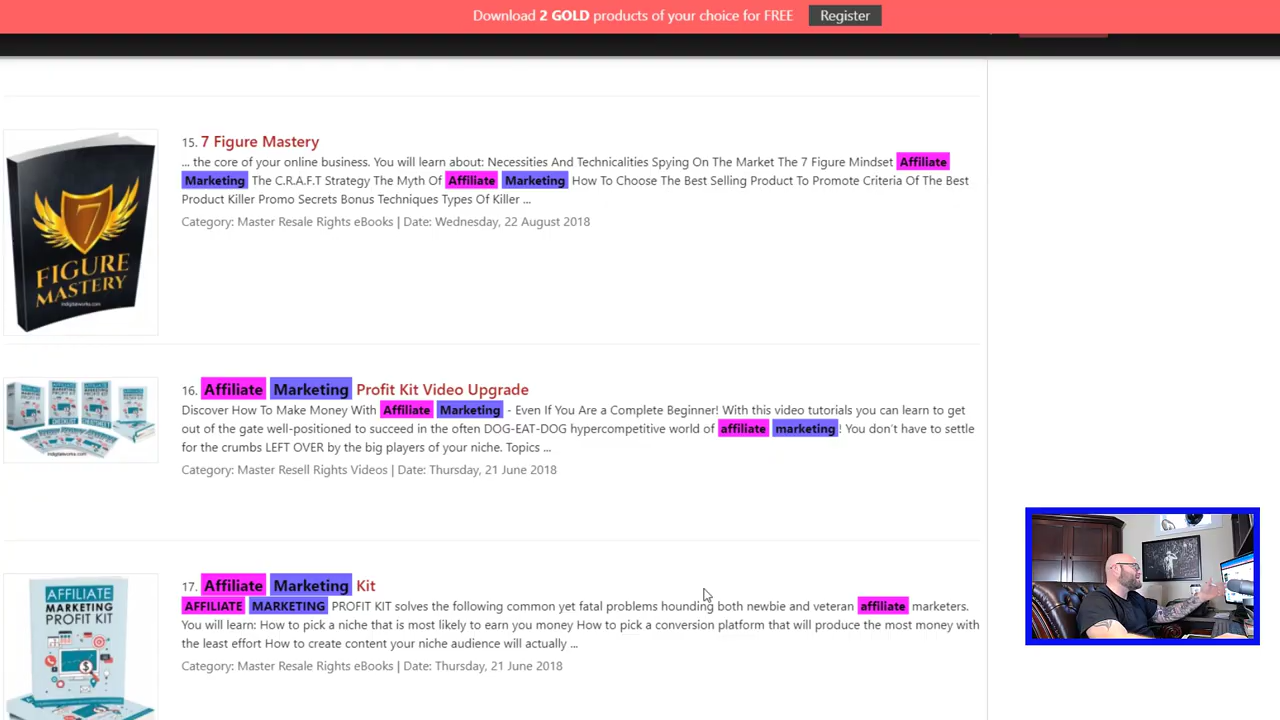 Download 2 GOLD products of your choice for FREE Register
15. 7 Figure Mastery
... the core of your online business. You will learn about: Necessities And Technicalities Spying On The Market The 7 Figure Mindset Affiliate
Marketing The C.R.A.F.T Strategy The Myth Of Affiliate Marketing How To Choose The Best Selling Product To Promote Criteria Of The Best
Product Killer Promo Secrets Bonus Techniques Types Of Killer ...
Category: Master Resale Rights eBooks | Date: Wednesday, 22 August 2018
7
FIGURE
MASTERY
indigitalworks.com
16. Affiliate Marketing Profit Kit Video Upgrade
Discover How To Make Money With Affiliate Marketing - Even If You Are a Complete Beginner! With this video tutorials you can learn to get
out of the gate well-positioned to succeed in the often DOG-EAT-DOG hypercompetitive world of affiliate marketing! You don't have to settle
for the crumbs LEFT OVER by the big players of your niche. Topics ...
Category: Master Resell Rights Videos | Date: Thursday, 21 June 2018
indigitalworks.com
17. Affiliate Marketing Kit
AFFILIATE MARKETING PROFIT KIT solves the following common yet fatal problems hounding both newbie and veteran affiliate marketers.
You will learn: How to pick a niche that is most likely to earn you money How to pick a conversion platform that will produce the most money with
the least effort How to create content your niche audience will actually ...
Category: Master Resale Rights eBooks | Date: Thursday, 21 June 2018
AFFILIATE
MARKETING
PROFIT KIT